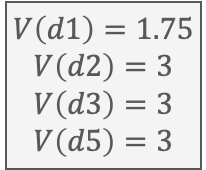 V(d1) = 1.75
V(d2) = 3
V(d3) = 3
V(d5) = 3